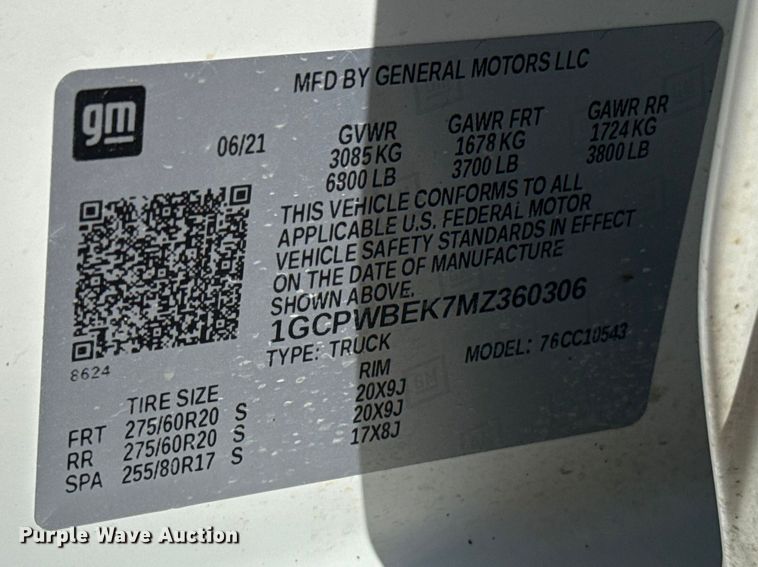 gm
MFD BY GENERAL MOTORS LLC
06/21 GVWR GAWR FRT GAWR RR
3085 KG 1678 KG 1724 KG
6800 LB 3700 LB 3800 LB
THIS VEHICLE CONFORMS TO ALL
APPLICABLE U.S. FEDERAL MOTOR
VEHICLE SAFETY STANDARDS IN EFFECT
ON THE DATE OF MANUFACTURE
SHOWN ABOVE.
1GCPWBEK7MZ360306
TYPE: TRUCK MODEL: 76CC10543
8624
TIRE SIZE RIM
FRT 275/60R20 S 20X9J
RR 275/60R20 S 20X9J
SPA 255/80R17 S 17X8J
Purple Wave Auction